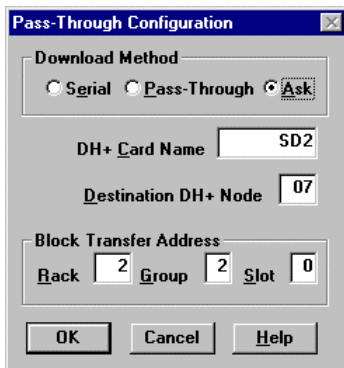 Pass-Through Configuration
Download Method
Serial Pass-Through Ask
DH+ Card Name SD2
Destination DH+ Node 07
Block Transfer Address
Rack 2 Group 2 Slot 0
OK Cancel Help